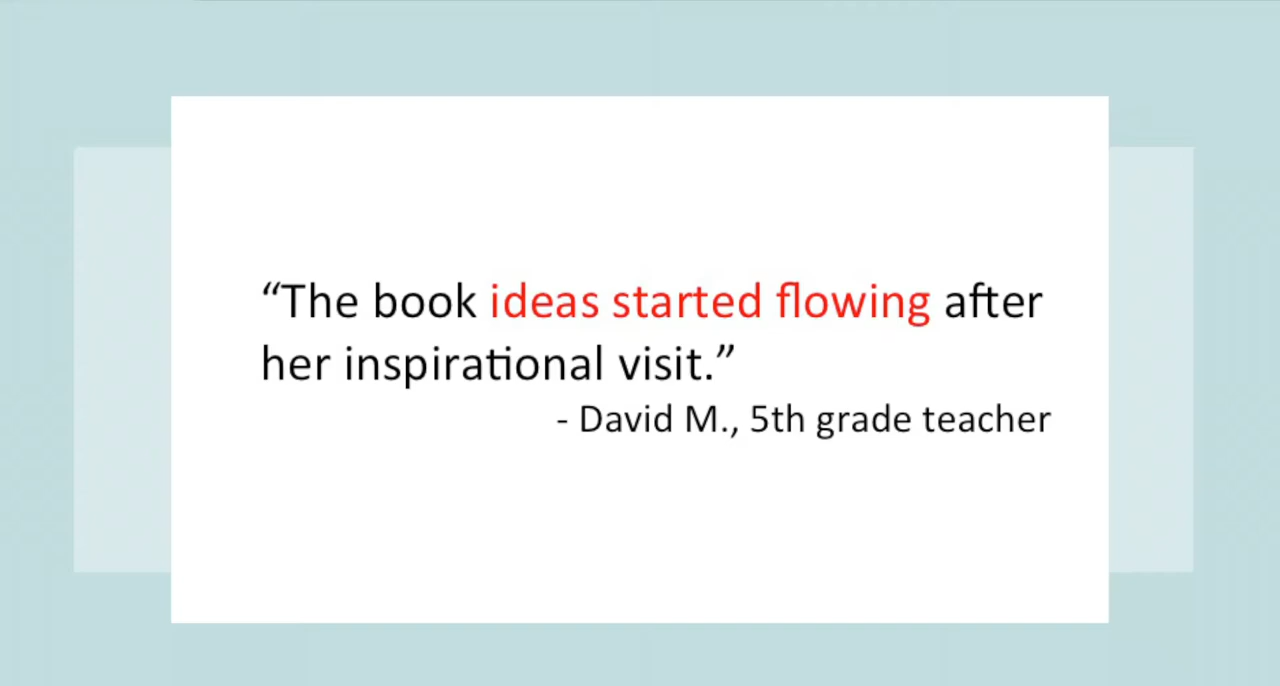 “The book ideas started flowing after
her inspirational visit.”
- David M., 5th grade teacher